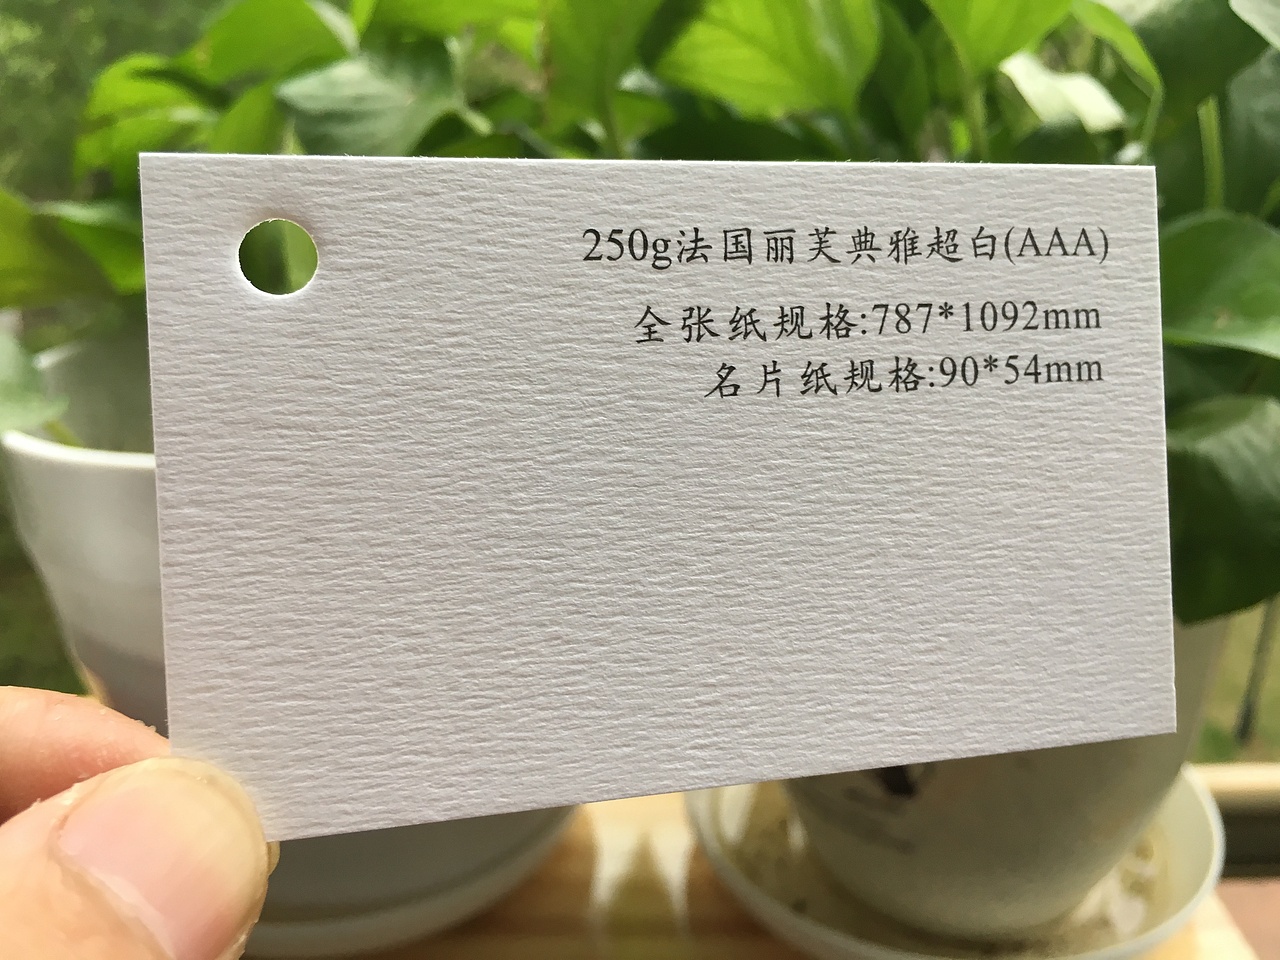 250g法国丽芙典雅超白(AAA)
全张纸规格:787*1092mm
名片纸规格:90*54mm